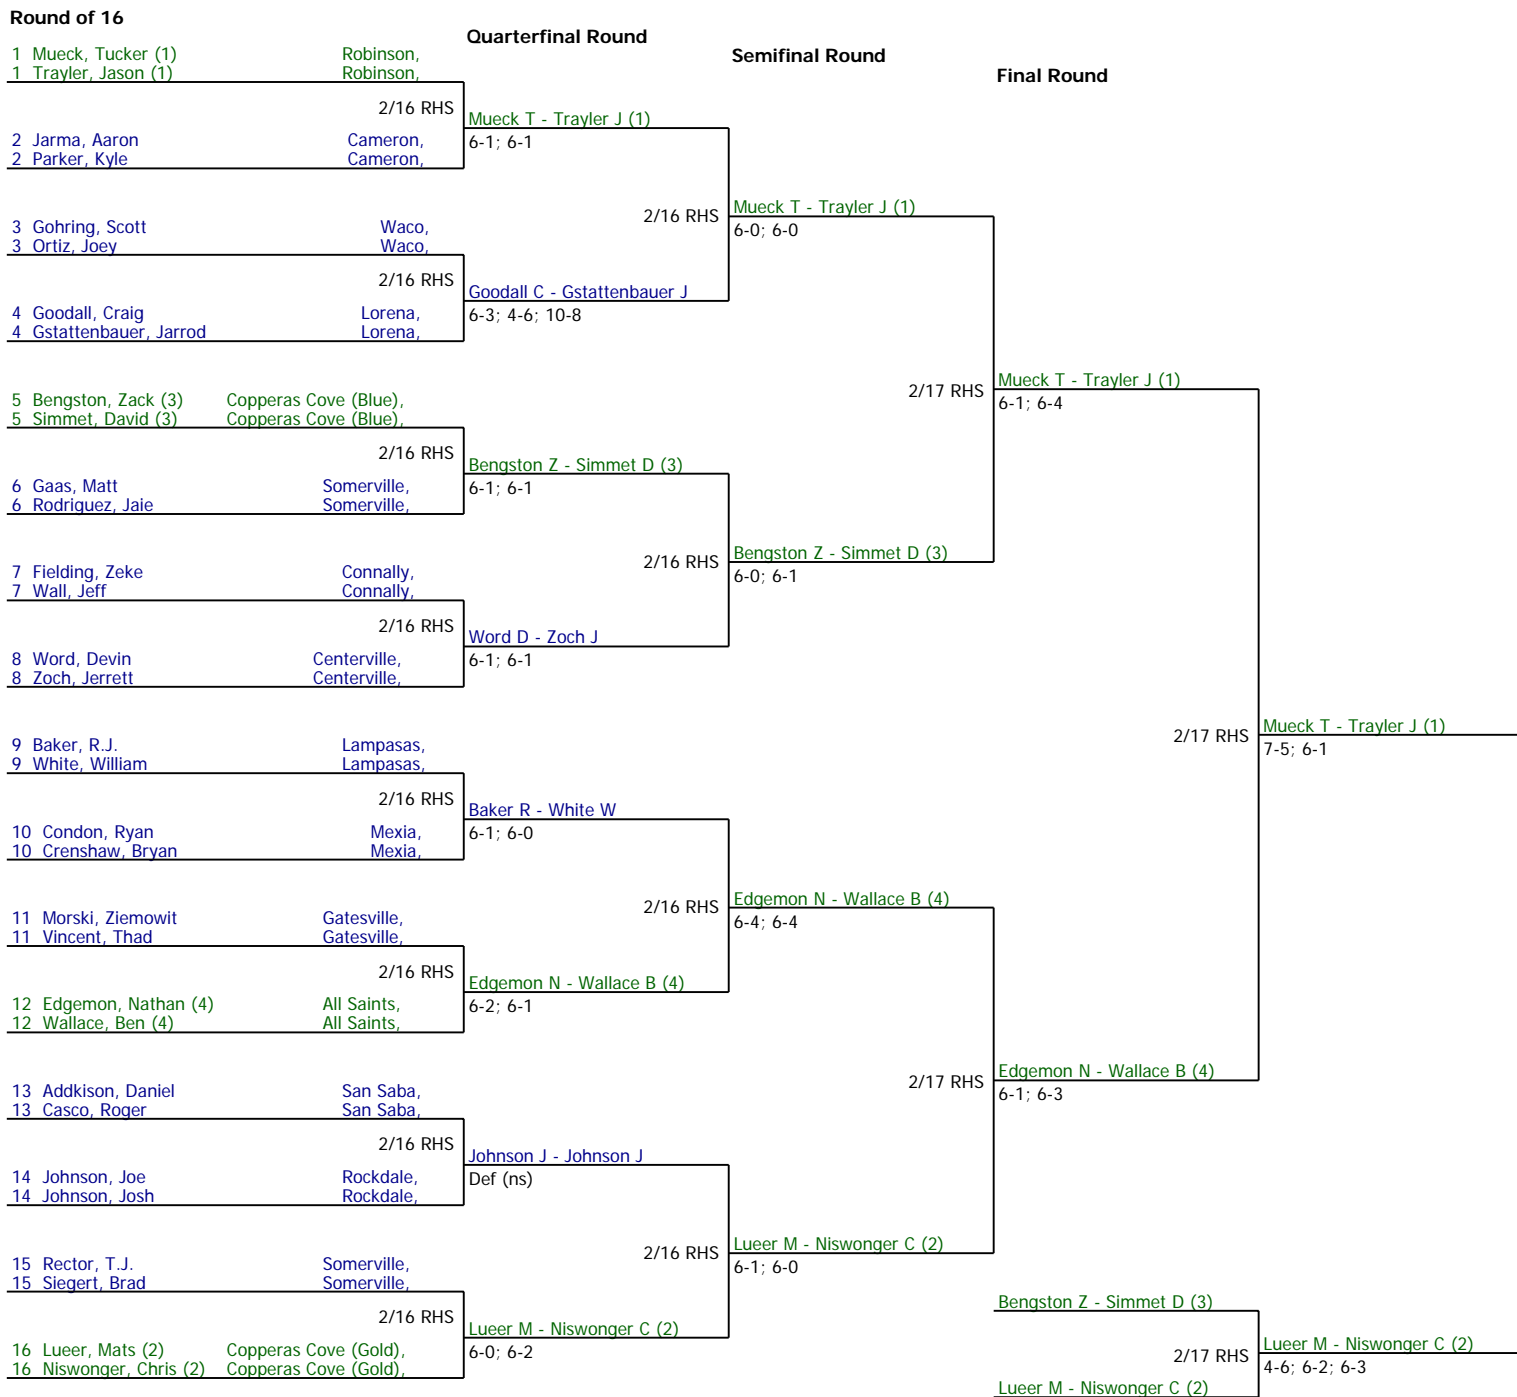 Round of 16
Quarterfinal Round
Semifinal Round
Final Round
1 Mueck, Tucker (1) Robinson,
1 Trayler, Jason (1) Robinson,
2/16 RHS
Mueck T - Trayler J (1)
6-1; 6-1
2 Jarma, Aaron Cameron,
2 Parker, Kyle Cameron,
2/16 RHS
Mueck T - Trayler J (1)
6-0; 6-0
3 Gohring, Scott Waco,
3 Ortiz, Joey Waco,
2/16 RHS
Goodall C - Gstattenbauer J
6-3; 4-6; 10-8
4 Goodall, Craig Lorena,
4 Gstattenbauer, Jarrod Lorena,
2/17 RHS
Mueck T - Trayler J (1)
6-1; 6-4
5 Bengston, Zack (3) Copperas Cove (Blue),
5 Simmet, David (3) Copperas Cove (Blue),
2/16 RHS
Bengston Z - Simmet D (3)
6-1; 6-1
6 Gaas, Matt Somerville,
6 Rodriguez, Jaie Somerville,
2/16 RHS
Bengston Z - Simmet D (3)
6-0; 6-1
7 Fielding, Zeke Connally,
7 Wall, Jeff Connally,
2/16 RHS
Word D - Zoch J
6-1; 6-1
8 Word, Devin Centerville,
8 Zoch, Jerrett Centerville,
2/17 RHS
Mueck T - Trayler J (1)
7-5; 6-1
9 Baker, R.J. Lampasas,
9 White, William Lampasas,
2/16 RHS
Baker R - White W
6-1; 6-0
10 Condon, Ryan Mexia,
10 Crenshaw, Bryan Mexia,
2/16 RHS
Edgemon N - Wallace B (4)
6-4; 6-4
11 Morski, Ziemowit Gatesville,
11 Vincent, Thad Gatesville,
2/16 RHS
Edgemon N - Wallace B (4)
6-2; 6-1
12 Edgemon, Nathan (4) All Saints,
12 Wallace, Ben (4) All Saints,
2/17 RHS
Edgemon N - Wallace B (4)
6-1; 6-3
13 Addkison, Daniel San Saba,
13 Casco, Roger San Saba,
2/16 RHS
Johnson J - Johnson J
Def (ns)
14 Johnson, Joe Rockdale,
14 Johnson, Josh Rockdale,
2/16 RHS
Lueer M - Niswonger C (2)
6-1; 6-0
15 Rector, T.J. Somerville,
15 Siegert, Brad Somerville,
2/16 RHS
Lueer M - Niswonger C (2)
6-0; 6-2
16 Lueer, Mats (2) Copperas Cove (Gold),
16 Niswonger, Chris (2) Copperas Cove (Gold),
Bengston Z - Simmet D (3)
2/17 RHS
Lueer M - Niswonger C (2)
4-6; 6-2; 6-3
Lueer M - Niswonger C (2)